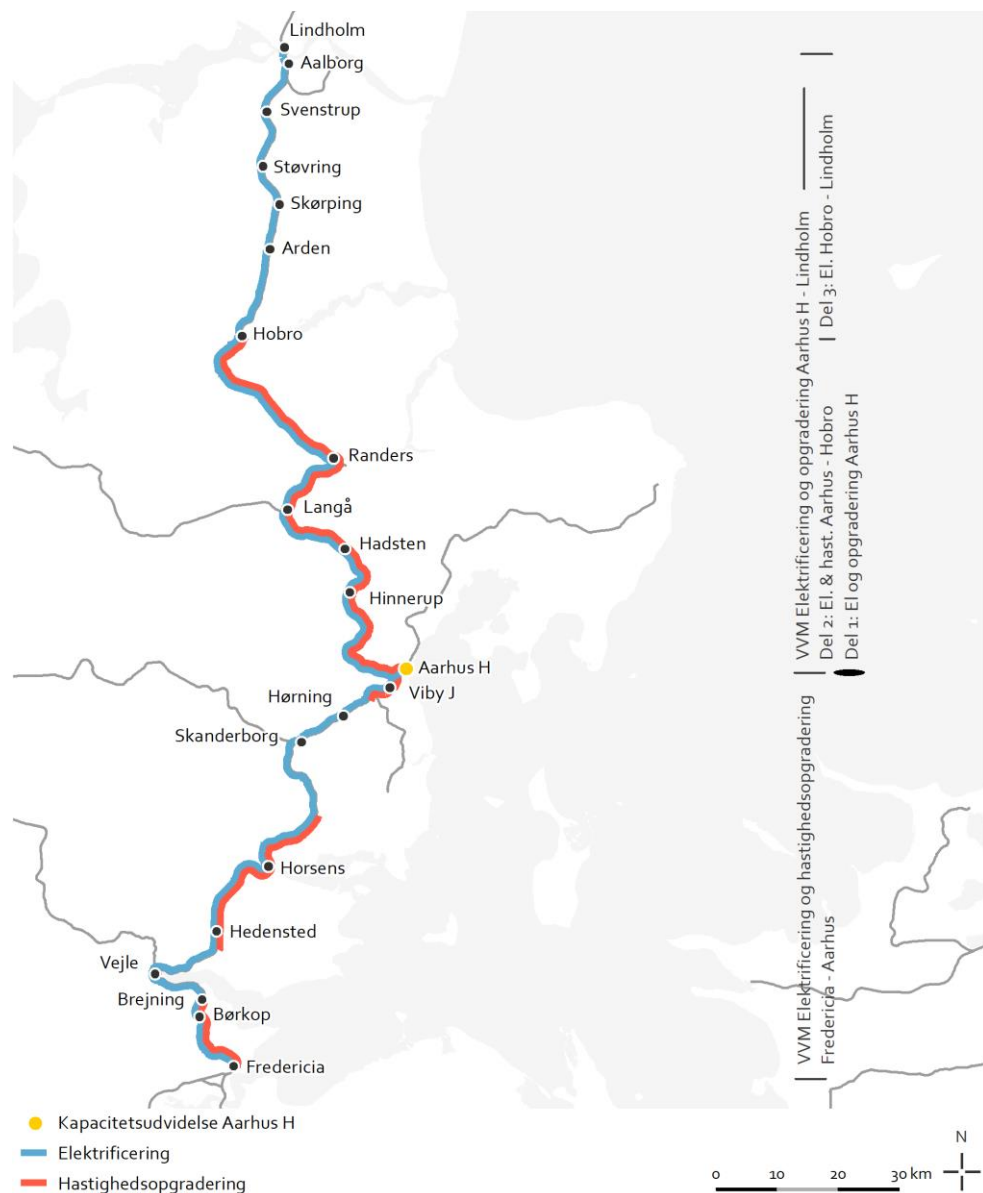 Lindholm
Aalborg
Svenstrup
Støvring
Skørping
Arden
Hobro
Randers
Langå
Hadsten
Hinnerup
Aarhus H
Viby J
Hørning
Skanderborg
Horsens
Hedensted
Vejle
Brejning
Børkop
Fredericia
VVM Elektrificering og opgradering Aarhus H - Lindholm
Del 2: El. & hast. Aarhus - Hobro
Del 3: El. Hobro - Lindholm
Del 1: El og opgradering Aarhus H
VVM Elektrificering og hastighedsopgradering
Fredericia - Aarhus
Kapacitetsudvidelse Aarhus H
Elektrificering
Hastighedsopgradering
0 10 20 30 km
N